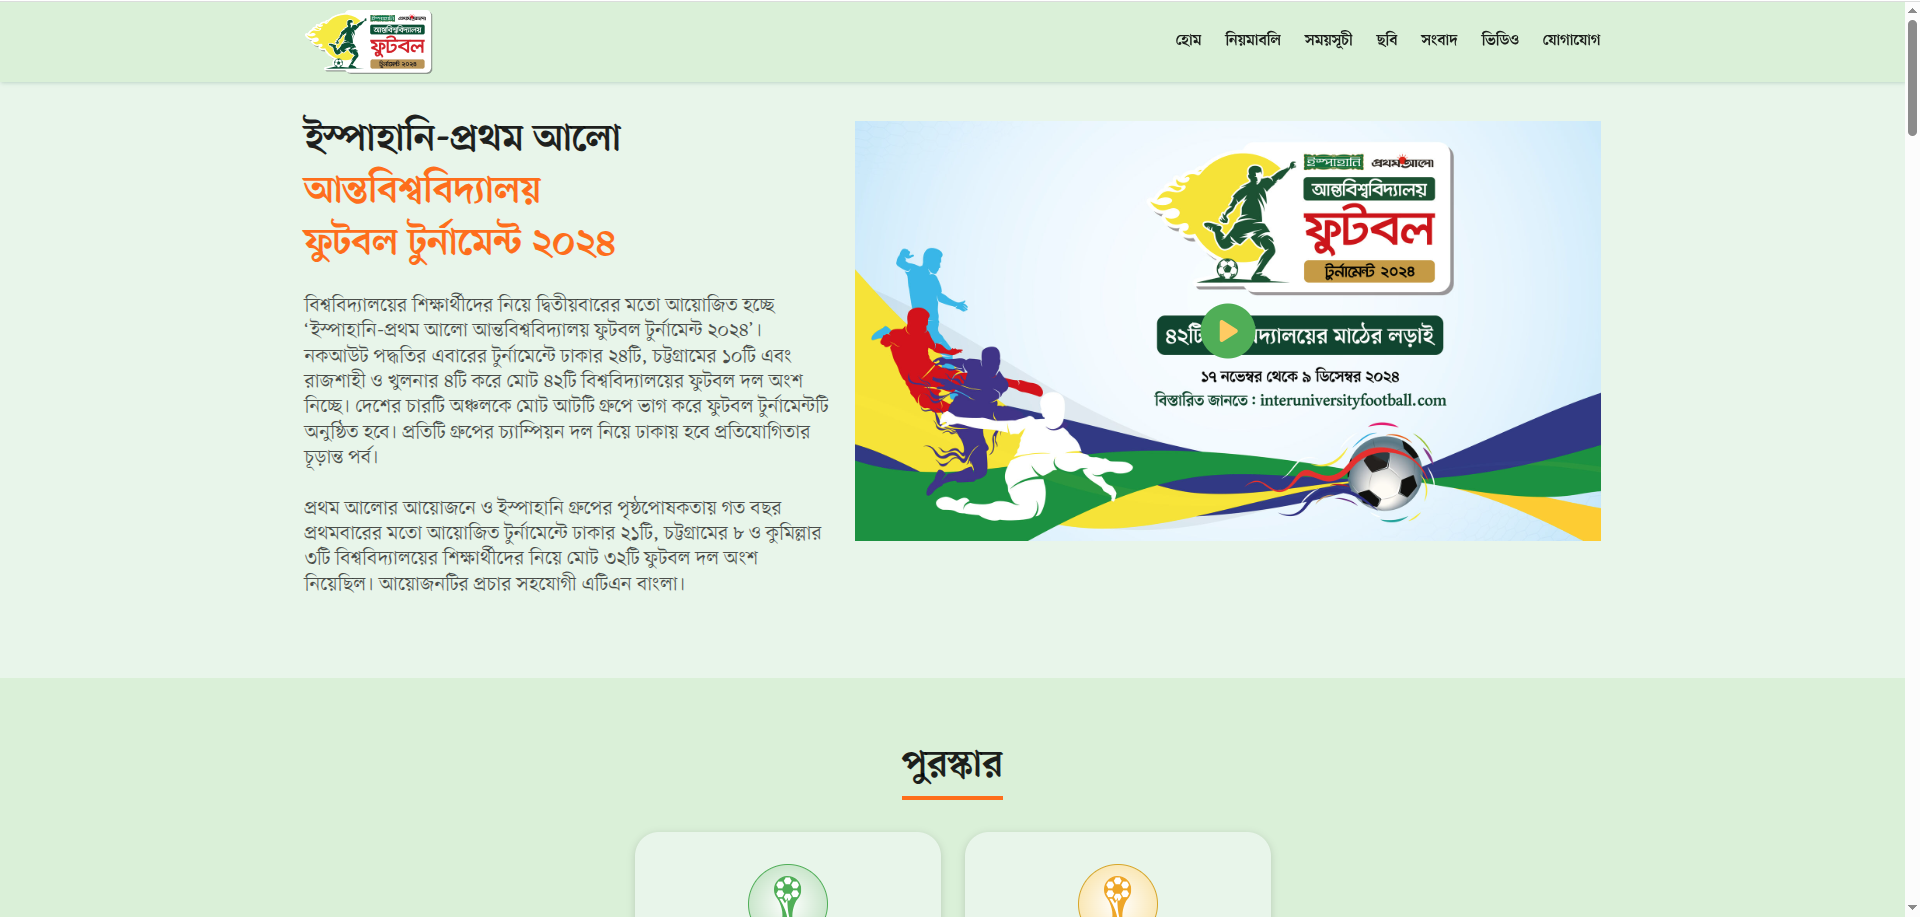 ইস্পাহানি প্রথম আলো
আন্তবিশ্ববিদ্যালয়
ফুটবল
টুর্নামেন্ট ২০২৪
হোম নিয়মাবলি সময়সূচী ছবি সংবাদ ভিডিও যোগাযোগ
ইস্পাহানি-প্রথম আলো
আন্তবিশ্ববিদ্যালয়
ফুটবল টুর্নামেন্ট ২০২৪
বিশ্ববিদ্যালয়ের শিক্ষার্থীদের নিয়ে দ্বিতীয়বারের মতো আয়োজিত হচ্ছে
‘ইস্পাহানি-প্রথম আলো আন্তবিশ্ববিদ্যালয় ফুটবল টুর্নামেন্ট ২০২৪’।
নকআউট পদ্ধতির এবারের টুর্নামেন্টে ঢাকার ২৪টি, চট্টগ্রামের ১০টি এবং
রাজশাহী ও খুলনার ৪টি করে মোট ৪২টি বিশ্ববিদ্যালয়ের ফুটবল দল অংশ
নিচ্ছে। দেশের চারটি অঞ্চলকে মোট আটটি গ্রুপে ভাগ করে ফুটবল টুর্নামেন্টটি
অনুষ্ঠিত হবে। প্রতিটি গ্রুপের চ্যাম্পিয়ন দল নিয়ে ঢাকায় হবে প্রতিযোগিতার
চূড়ান্ত পর্ব।
প্রথম আলোর আয়োজনে ও ইস্পাহানি গ্রুপের পৃষ্ঠপোষকতায় গত বছর
প্রথমবারের মতো আয়োজিত টুর্নামেন্টে ঢাকার ২১টি, চট্টগ্রামের ৮ ও কুমিল্লার
৩টি বিশ্ববিদ্যালয়ের শিক্ষার্থীদের নিয়ে মোট ৩২টি ফুটবল দল অংশ
নিয়েছিল। আয়োজনটির প্রচার সহযোগী এটিএন বাংলা।
ইস্পাহানি প্রথম আলো
আন্তবিশ্ববিদ্যালয়
ফুটবল
টুর্নামেন্ট ২০২৪
৪২টি মাঠের লড়াই
১৭ নভেম্বর থেকে ৯ ডিসেম্বর ২০২৪
বিস্তারিত জানতে : interuniversityfootball.com
পুরস্কার